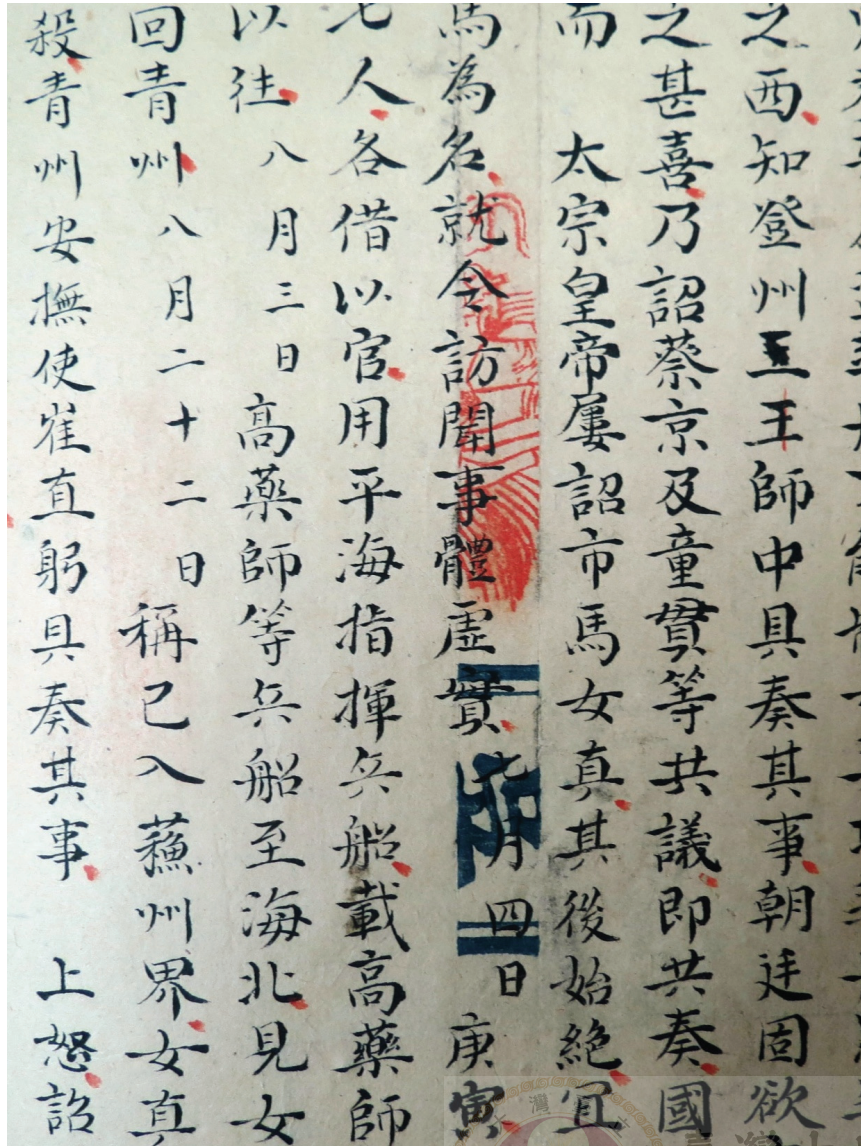 之西知登州王王師中具奏其事朝廷固欲
之甚喜乃詔蔡京及童貫等共議即共奏國
而 太宗皇帝屢詔市馬女真其後始絶宜
馬為名就令訪聞事體虛實七月四日庚寅
七人各借以官用平海指揮兵船載高藥師
以往八月三日高藥師等兵船至海北見女
回青州八月二十二日稱已入蘓州界女真
殺青州安撫使崔直躬具奏其事 上怒詔